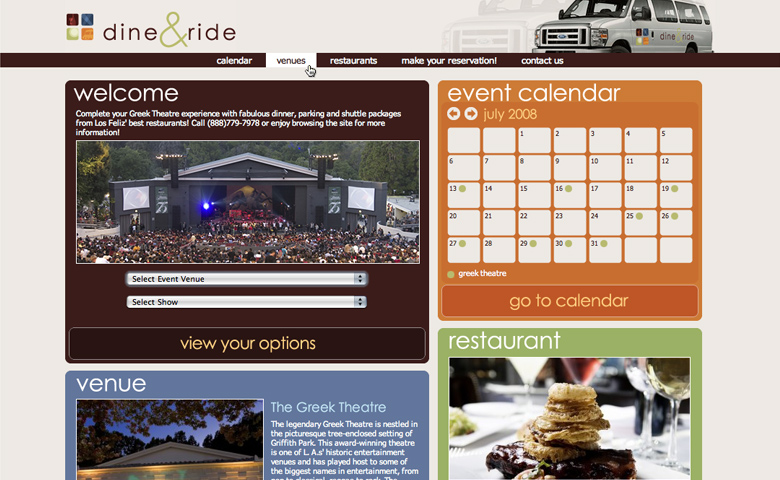 dine&ride
dine&ride
calendar venues restaurants make your reservation! contact us
welcome
Complete your Greek Theatre experience with fabulous dinner, parking and shuttle packages
from Los Feliz' best restaurants! Call (888)779-7978 or enjoy browsing the site for more
information!
Select Event Venue
Select Show
view your options
event calendar
july 2008
1 2 3 4 5
6 7 8 9 10 11 12
13 14 15 16 17 18 19
20 21 22 23 24 25 26
27 28 29 30 31
greek theatre
go to calendar
venue
The Greek Theatre
The legendary Greek Theatre is nestled in
the picturesque tree-enclosed setting of
Griffith Park. This award-winning theatre
is one of L. A.s' historic entertainment
venues and has played host to some of
the biggest names in entertainment, from
restaurant